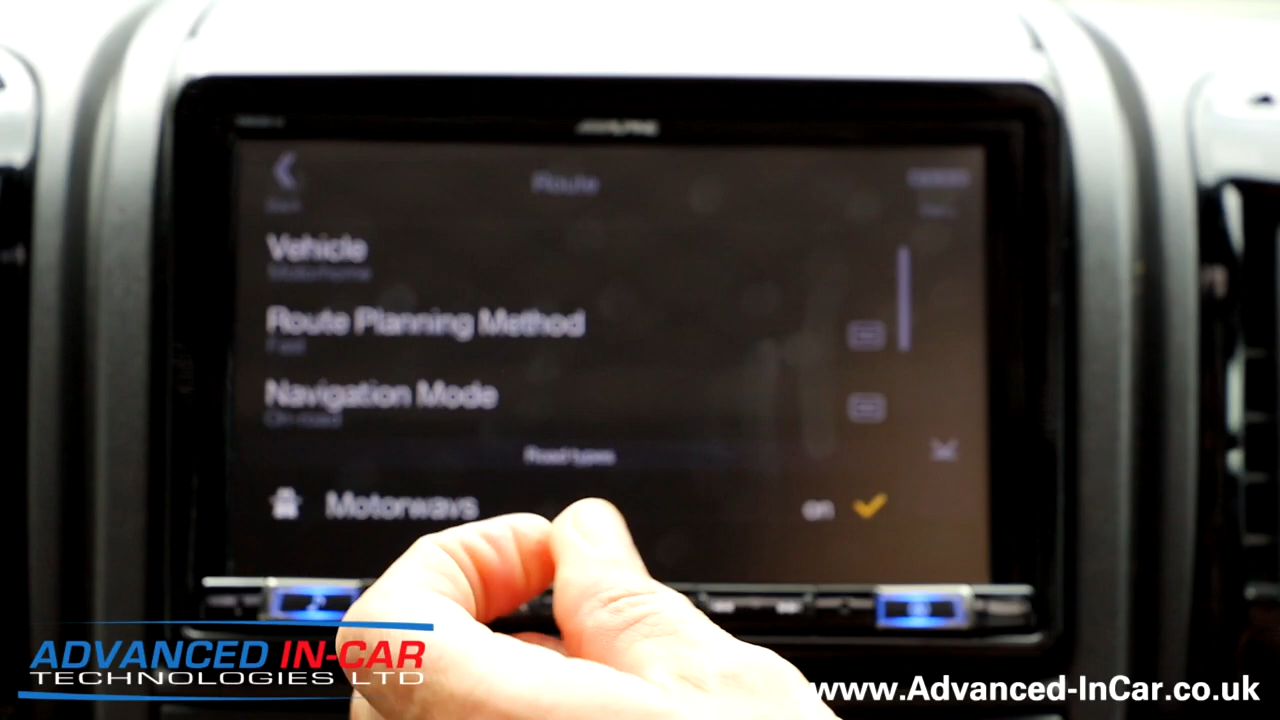 ALPINE
Route
Vehicle
Motorhome
Route Planning Method
Fast
Navigation Mode
On-road
Road types
Motorways
on
ADVANCED IN-CAR
TECHNOLOGIES LTD
www.Advanced-InCar.co.uk